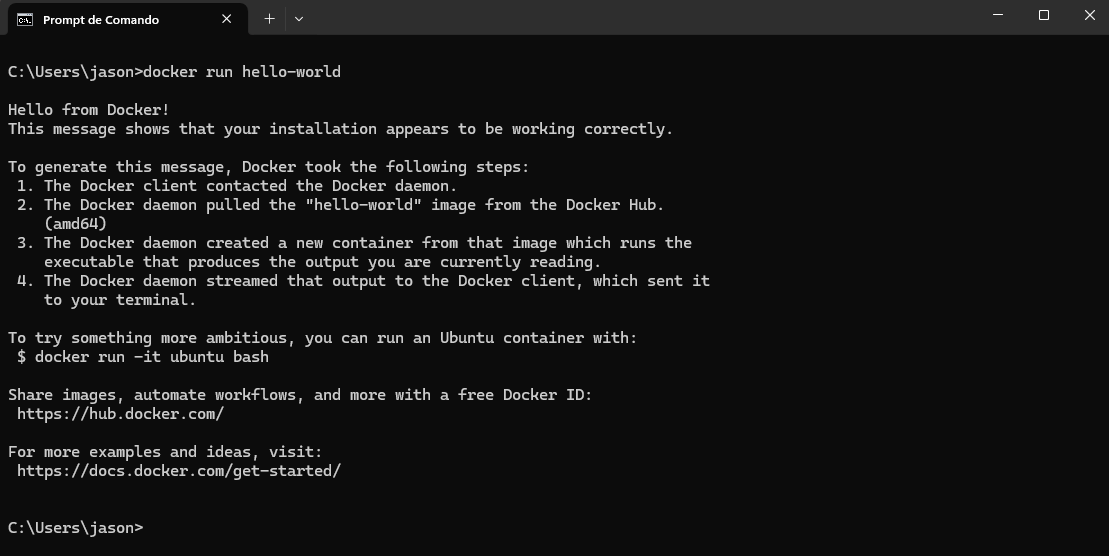 Prompt de Comando
C:\Users\jason>docker run hello-world
Hello from Docker!
This message shows that your installation appears to be working correctly.
To generate this message, Docker took the following steps:
1. The Docker client contacted the Docker daemon.
2. The Docker daemon pulled the "hello-world" image from the Docker Hub.
(amd64)
3. The Docker daemon created a new container from that image which runs the
executable that produces the output you are currently reading.
4. The Docker daemon streamed that output to the Docker client, which sent it
to your terminal.
To try something more ambitious, you can run an Ubuntu container with:
$ docker run -it ubuntu bash
Share images, automate workflows, and more with a free Docker ID:
https://hub.docker.com/
For more examples and ideas, visit:
https://docs.docker.com/get-started/
C:\Users\jason>